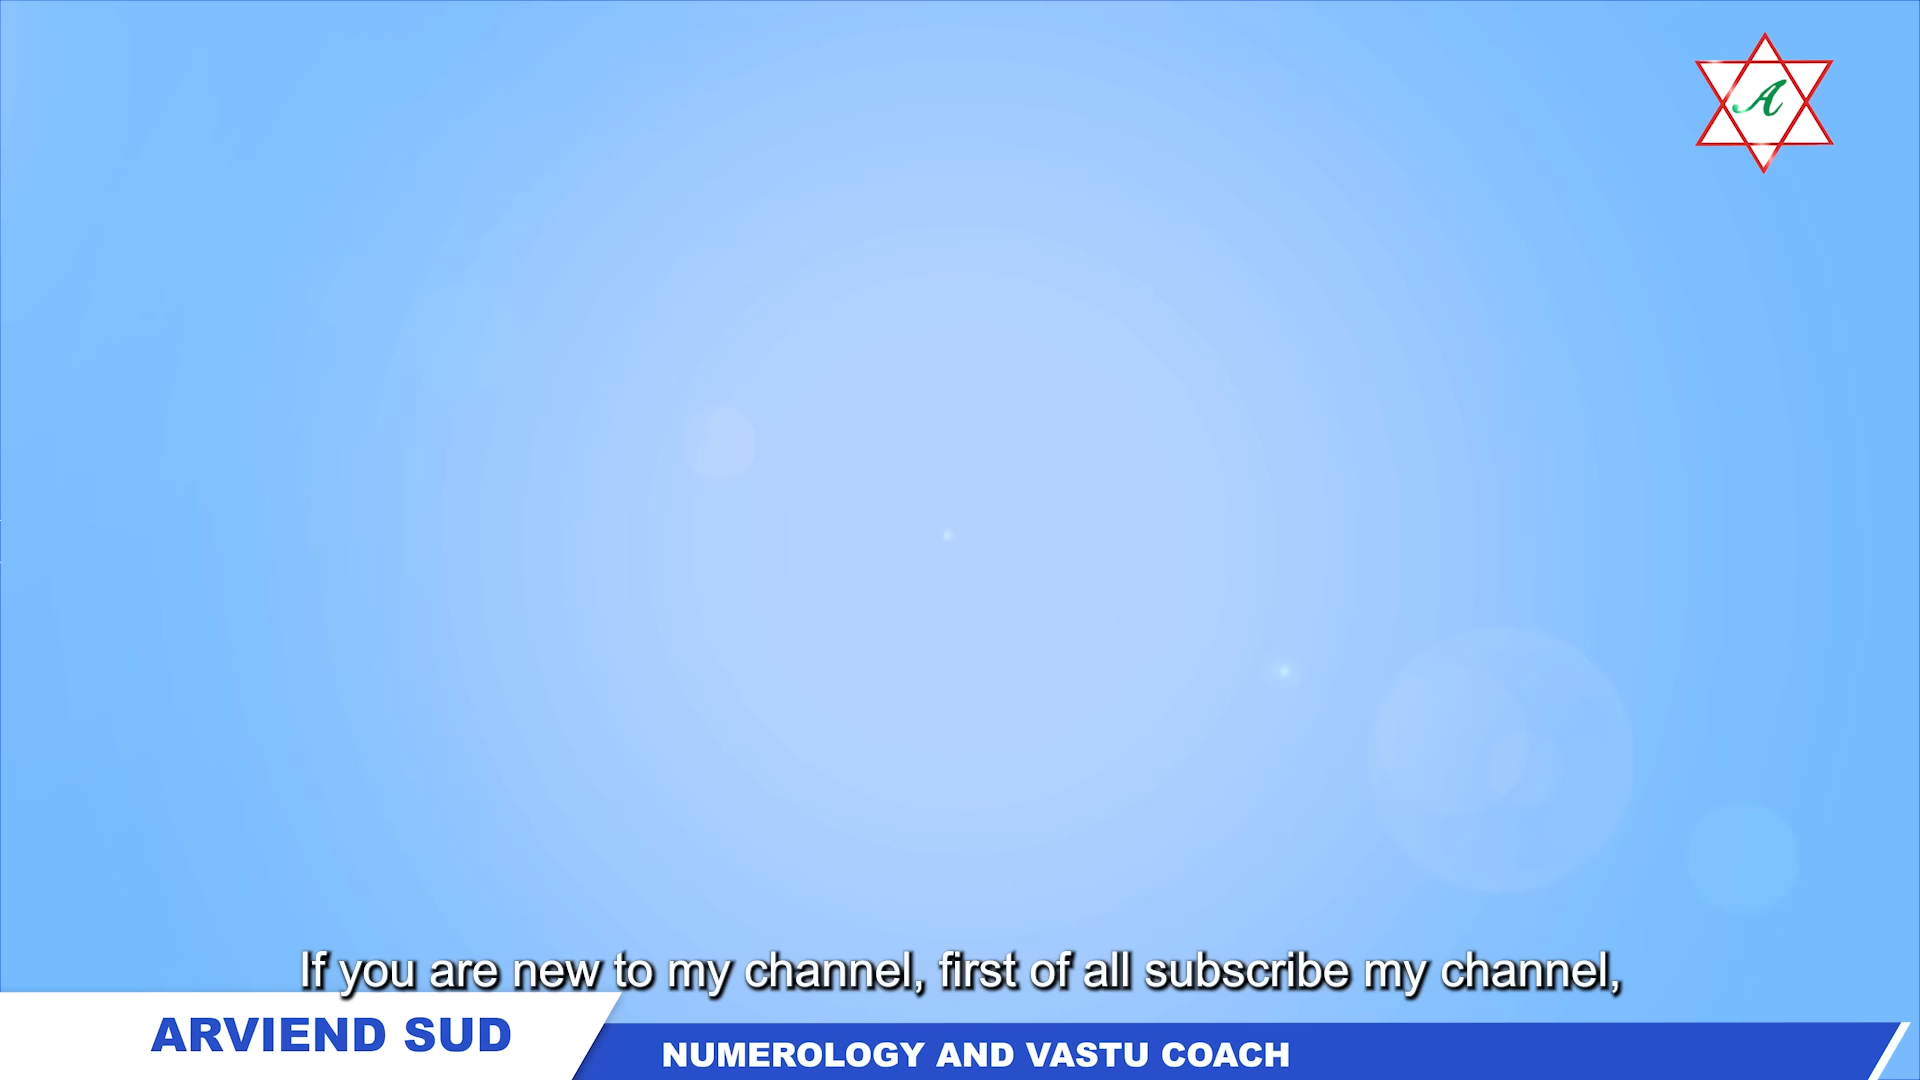 A
If you are new to my channel, first of all subscribe my channel,
ARVIEND SUD
NUMEROLOGY AND VASTU COACH